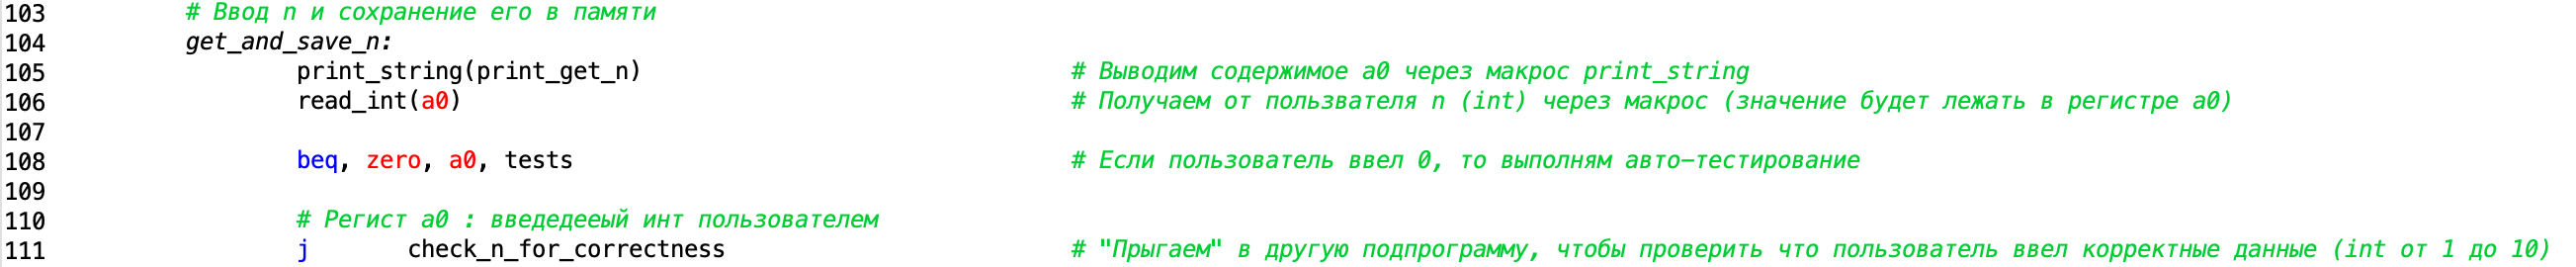 103 # Ввод n и сохранение его в памяти
104 get_and_save_n:
105 print_string(print_get_n) # Выводим содержимое a0 через макрос print_string
106 read_int(a0) # Получаем отользвателя n (int) через макрос (значение будет лежать в регистре a0)
107
108 beq, zero, a0, tests # Если пользователь ввел 0, то выполням авто-тестирование
109
110 # Регист a0 : введедееый инт пользователем
111 j check_n_for_correctness # "Прыгаем" в другую подпрограмму, чтобы проверить что пользователь ввел корректные данные (int от 1 до 10)